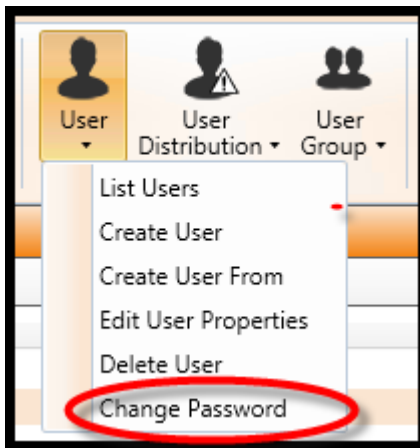 User
User
Distribution
User
Group
List Users
Create User
Create User From
Edit User Properties
Delete User
Change Password